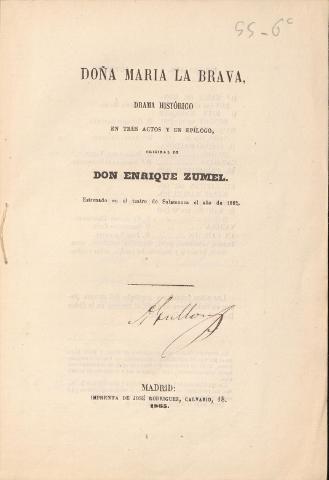 55-6c
DOÑA MARIA LA BRAVA,
DRAMA HISTÓRICO
EN TRES ACTOS Y UN EPÍLOGO,
ORIGINAL DE
DON ENRIQUE ZUMEL.
Estrenado en el teatro de Salamanca el año de
MADRID:
IMPRENTA DE JOSÉ RODRIGUEZ, CALVARIO, 18.
1865.